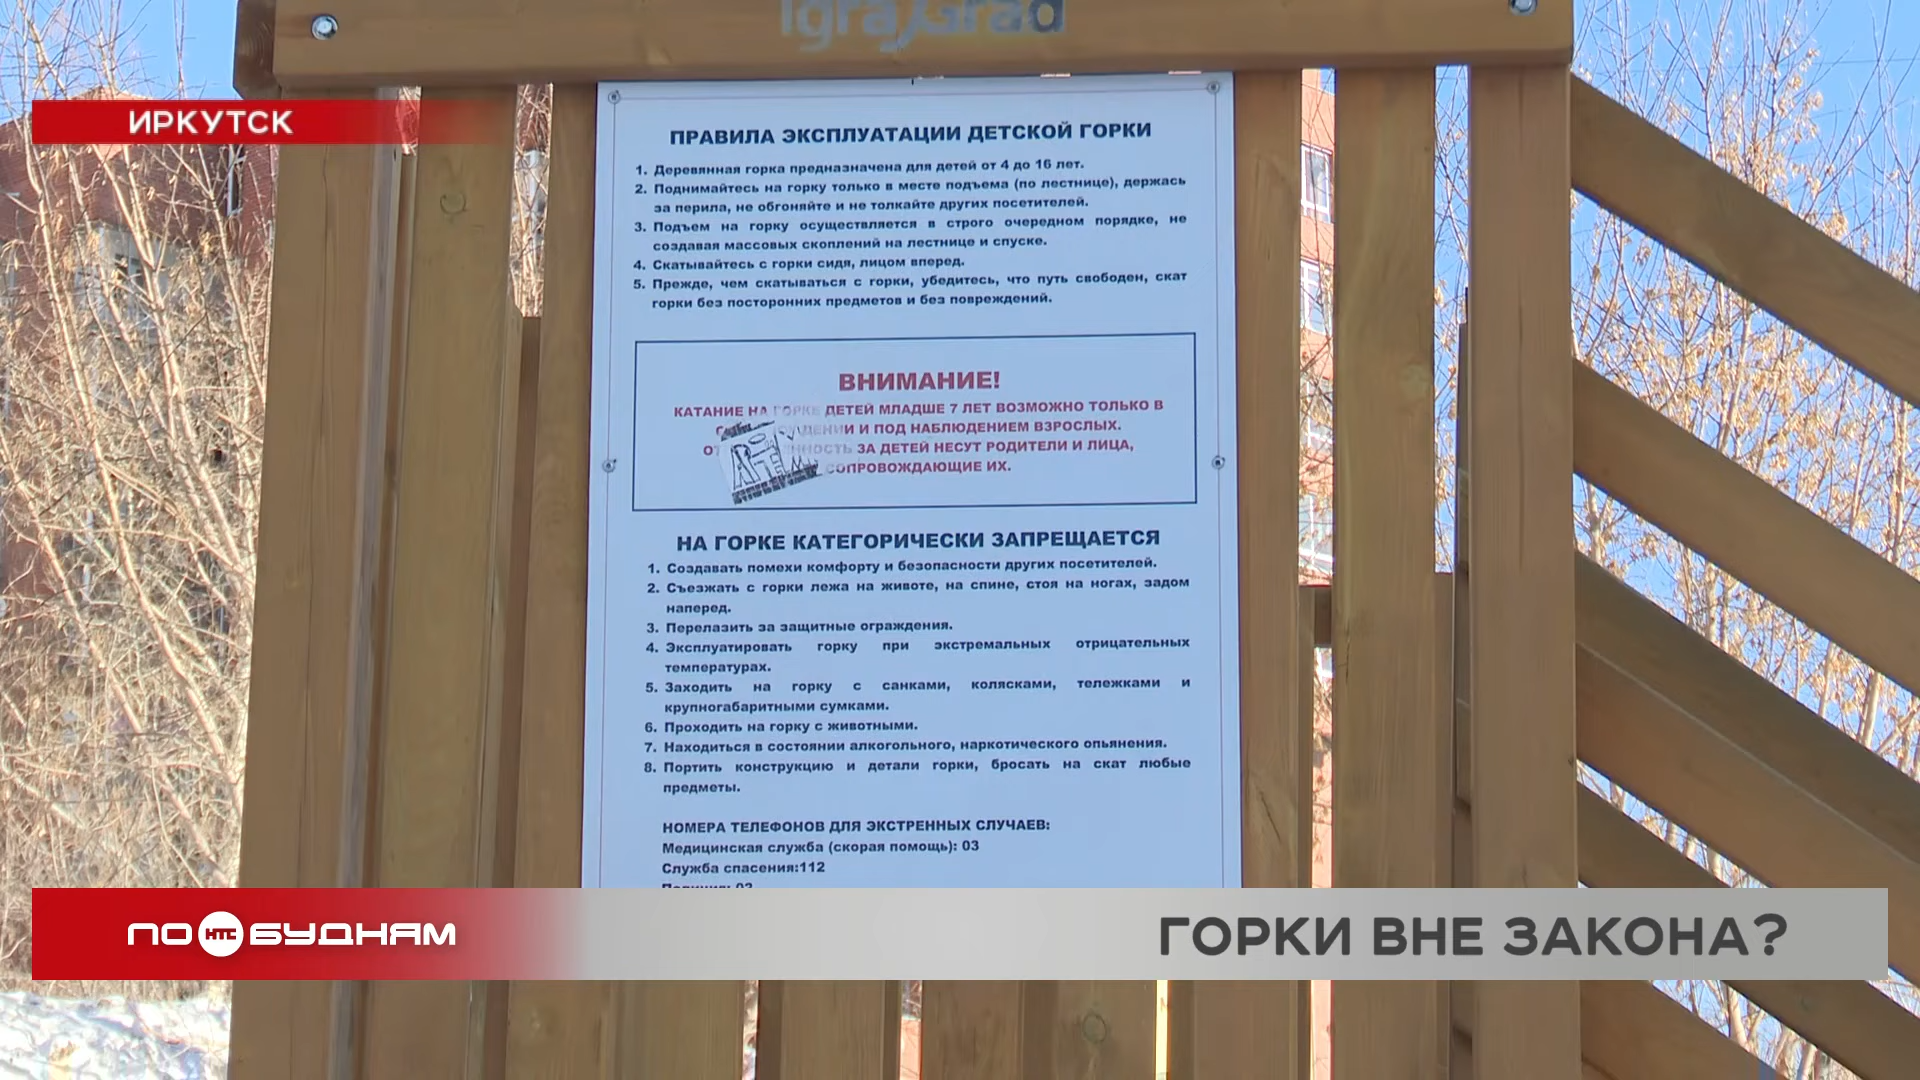 IgraGrad
ИРКУТСК
ПРАВИЛА ЭКСПЛУАТАЦИИ ДЕТСКОЙ ГОРКИ
1. Деревянная горка предназначена для детей от 4 до 16 лет.
2. Поднимайтесь на горку только в месте подъема (по лестнице), держась
за перила, не обгоняйте и не толкайте других посетителей.
3. Подъем на горку осуществляется в строго очередном порядке, не
создавая массовых скоплений на лестнице и спуске.
4. Скатывайтесь с горки сидя, лицом вперед.
5. Прежде, чем скатываться с горки, убедитесь, что путь свободен, скат
горки без посторонних предметов и без повреждений.
ВНИМАНИЕ!
КАТАНИЕ НА ГОРКЕ ДЕТЕЙ МЛАДШЕ 7 ЛЕТ ВОЗМОЖНО ТОЛЬКО В
И ПОД НАБЛЮДЕНИЕМ ВЗРОСЛЫХ.
ЗА ДЕТЕЙ НЕСУТ РОДИТЕЛИ И ЛИЦА,
СОПРОВОЖДАЮЩИЕ ИХ.
НА ГОРКЕ КАТЕГОРИЧЕСКИ ЗАПРЕЩАЕТСЯ
1. Создавать помехи комфорту и безопасности других посетителей.
2. Съезжать с горки лежа на животе, на спине, стоя на ногах, задом
наперед.
3. Перелазить за защитные ограждения.
4. Эксплуатировать горку при экстремальных отрицательных
температурах.
5. Заходить на горку с санками, колясками, тележками и
крупногабаритными сумками.
6. Проходить на горку с животными.
7. Находиться в состоянии алкогольного, наркотического опьянения.
8. Портить конструкцию и детали горки, бросать на скат любые
предметы.
НОМЕРА ТЕЛЕФОНОВ ДЛЯ ЭКСТРЕННЫХ СЛУЧАЕВ:
Медицинская служба (скорая помощь): 03
Служба спасения:112
ПО НТС БУДНЯМ
ГОРКИ ВНЕ ЗАКОНА?